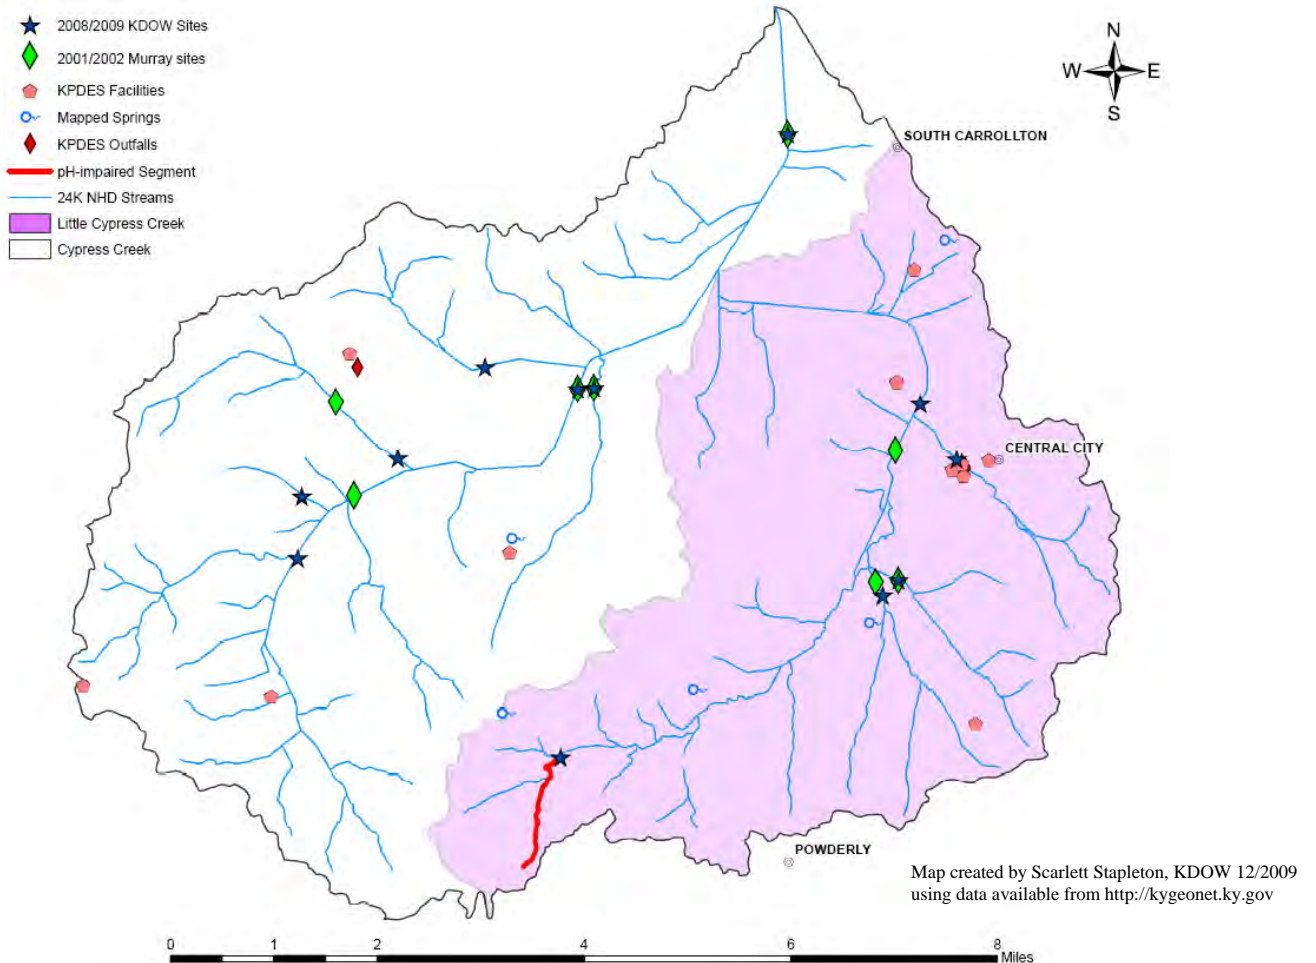 2008/2009 KDOW Sites
2001/2002 Murray sites
KPDES Facilities
Mapped Springs
KPDES Outfalls
pH-impaired Segment
24K NHD Streams
Little Cypress Creek
Cypress Creek
N
W E
S
SOUTH CARROLLTON
CENTRAL CITY
POWDERLY
Map created by Scarlett Stapleton, KDOW 12/2009
using data available from http://kygeonet.ky.gov
0 1 2 4 6 8
Miles